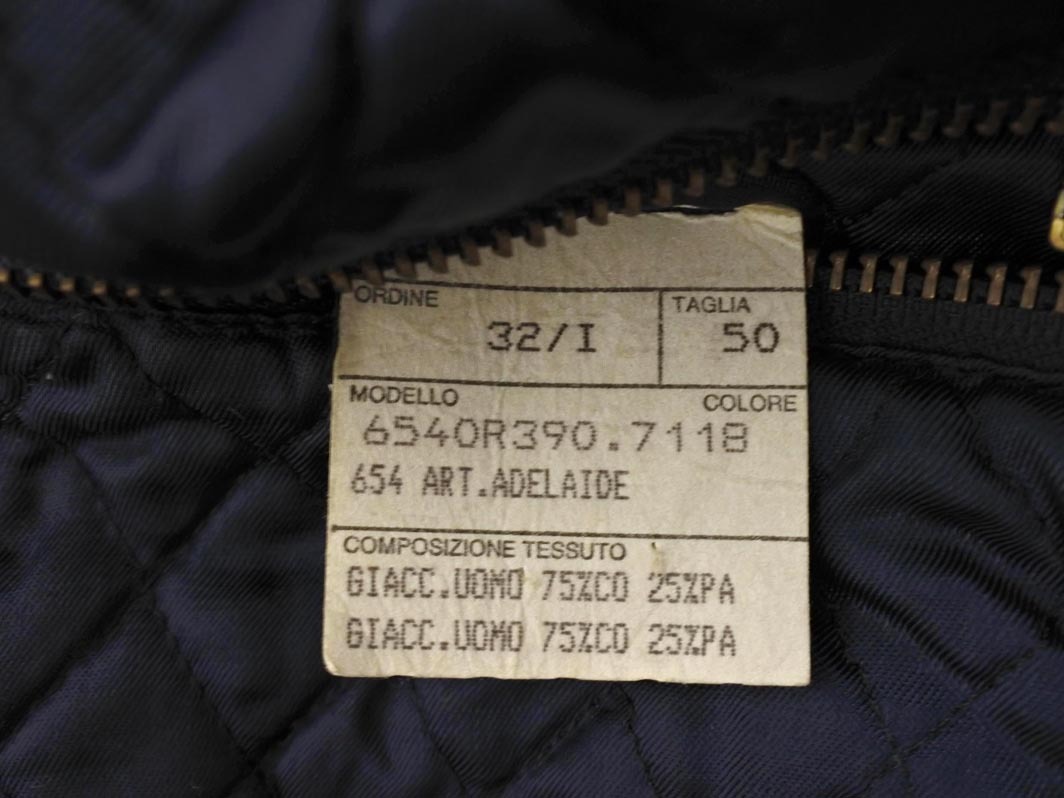 ORDINE TAGLIA
32/I 50
MODELLO COLORE
6540R390.7118
654 ART.ADELAIDE
COMPOSIZIONE TESSUTO
GIACC.UOMO 75%CO 25%PA
GIACC.UOMO 75%CO 25%PA